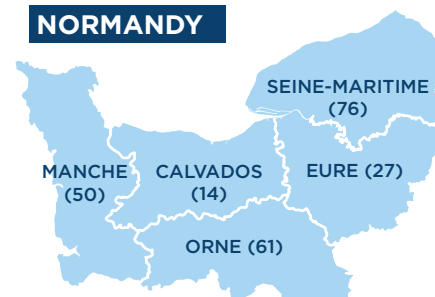 NORMANDY
SEINE-MARITIME
(76)
MANCHE
(50)
CALVADOS
(14)
EURE (27)
ORNE (61)